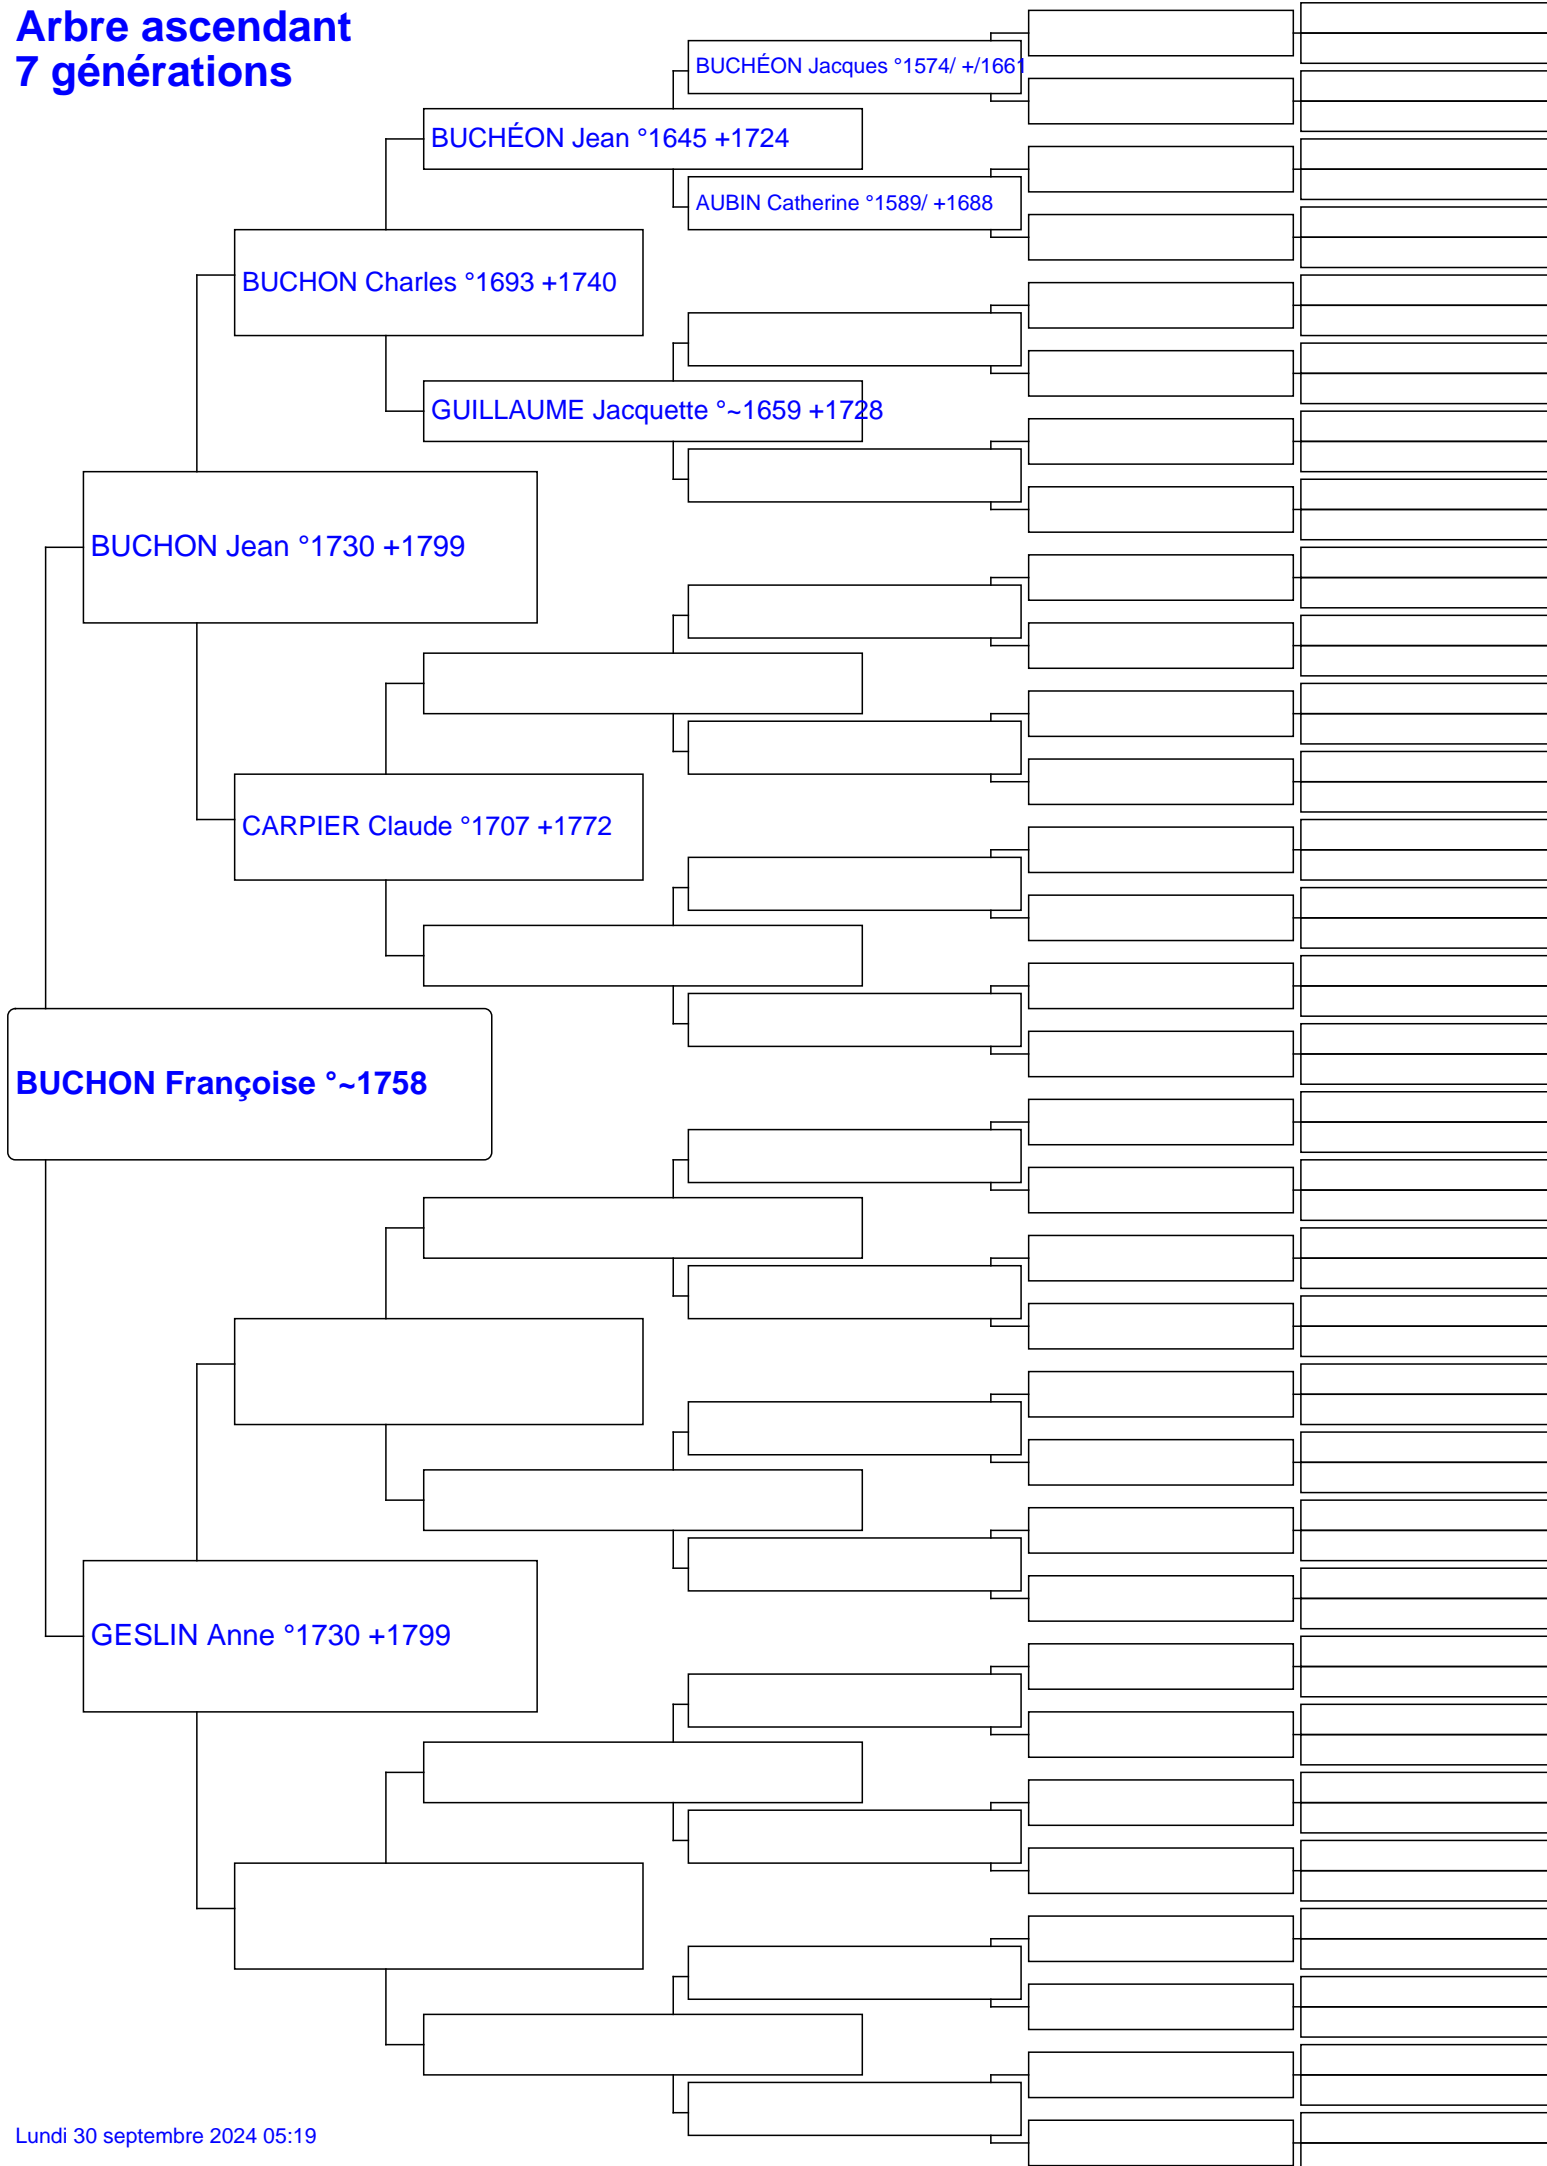 Arbre ascendant
7 générations
BUCHÉON Jacques °1574/ +/1661
BUCHÉON Jean °1645 +1724
AUBIN Catherine °1589/ +1688
BUCHON Charles °1693 +1740
GUILLAUME Jacquette °~1659 +1728
BUCHON Jean °1730 +1799
CARPIER Claude °1707 +1772
BUCHON Françoise °~1758
GESLIN Anne °1730 +1799
Lundi 30 septembre 2024 05:19